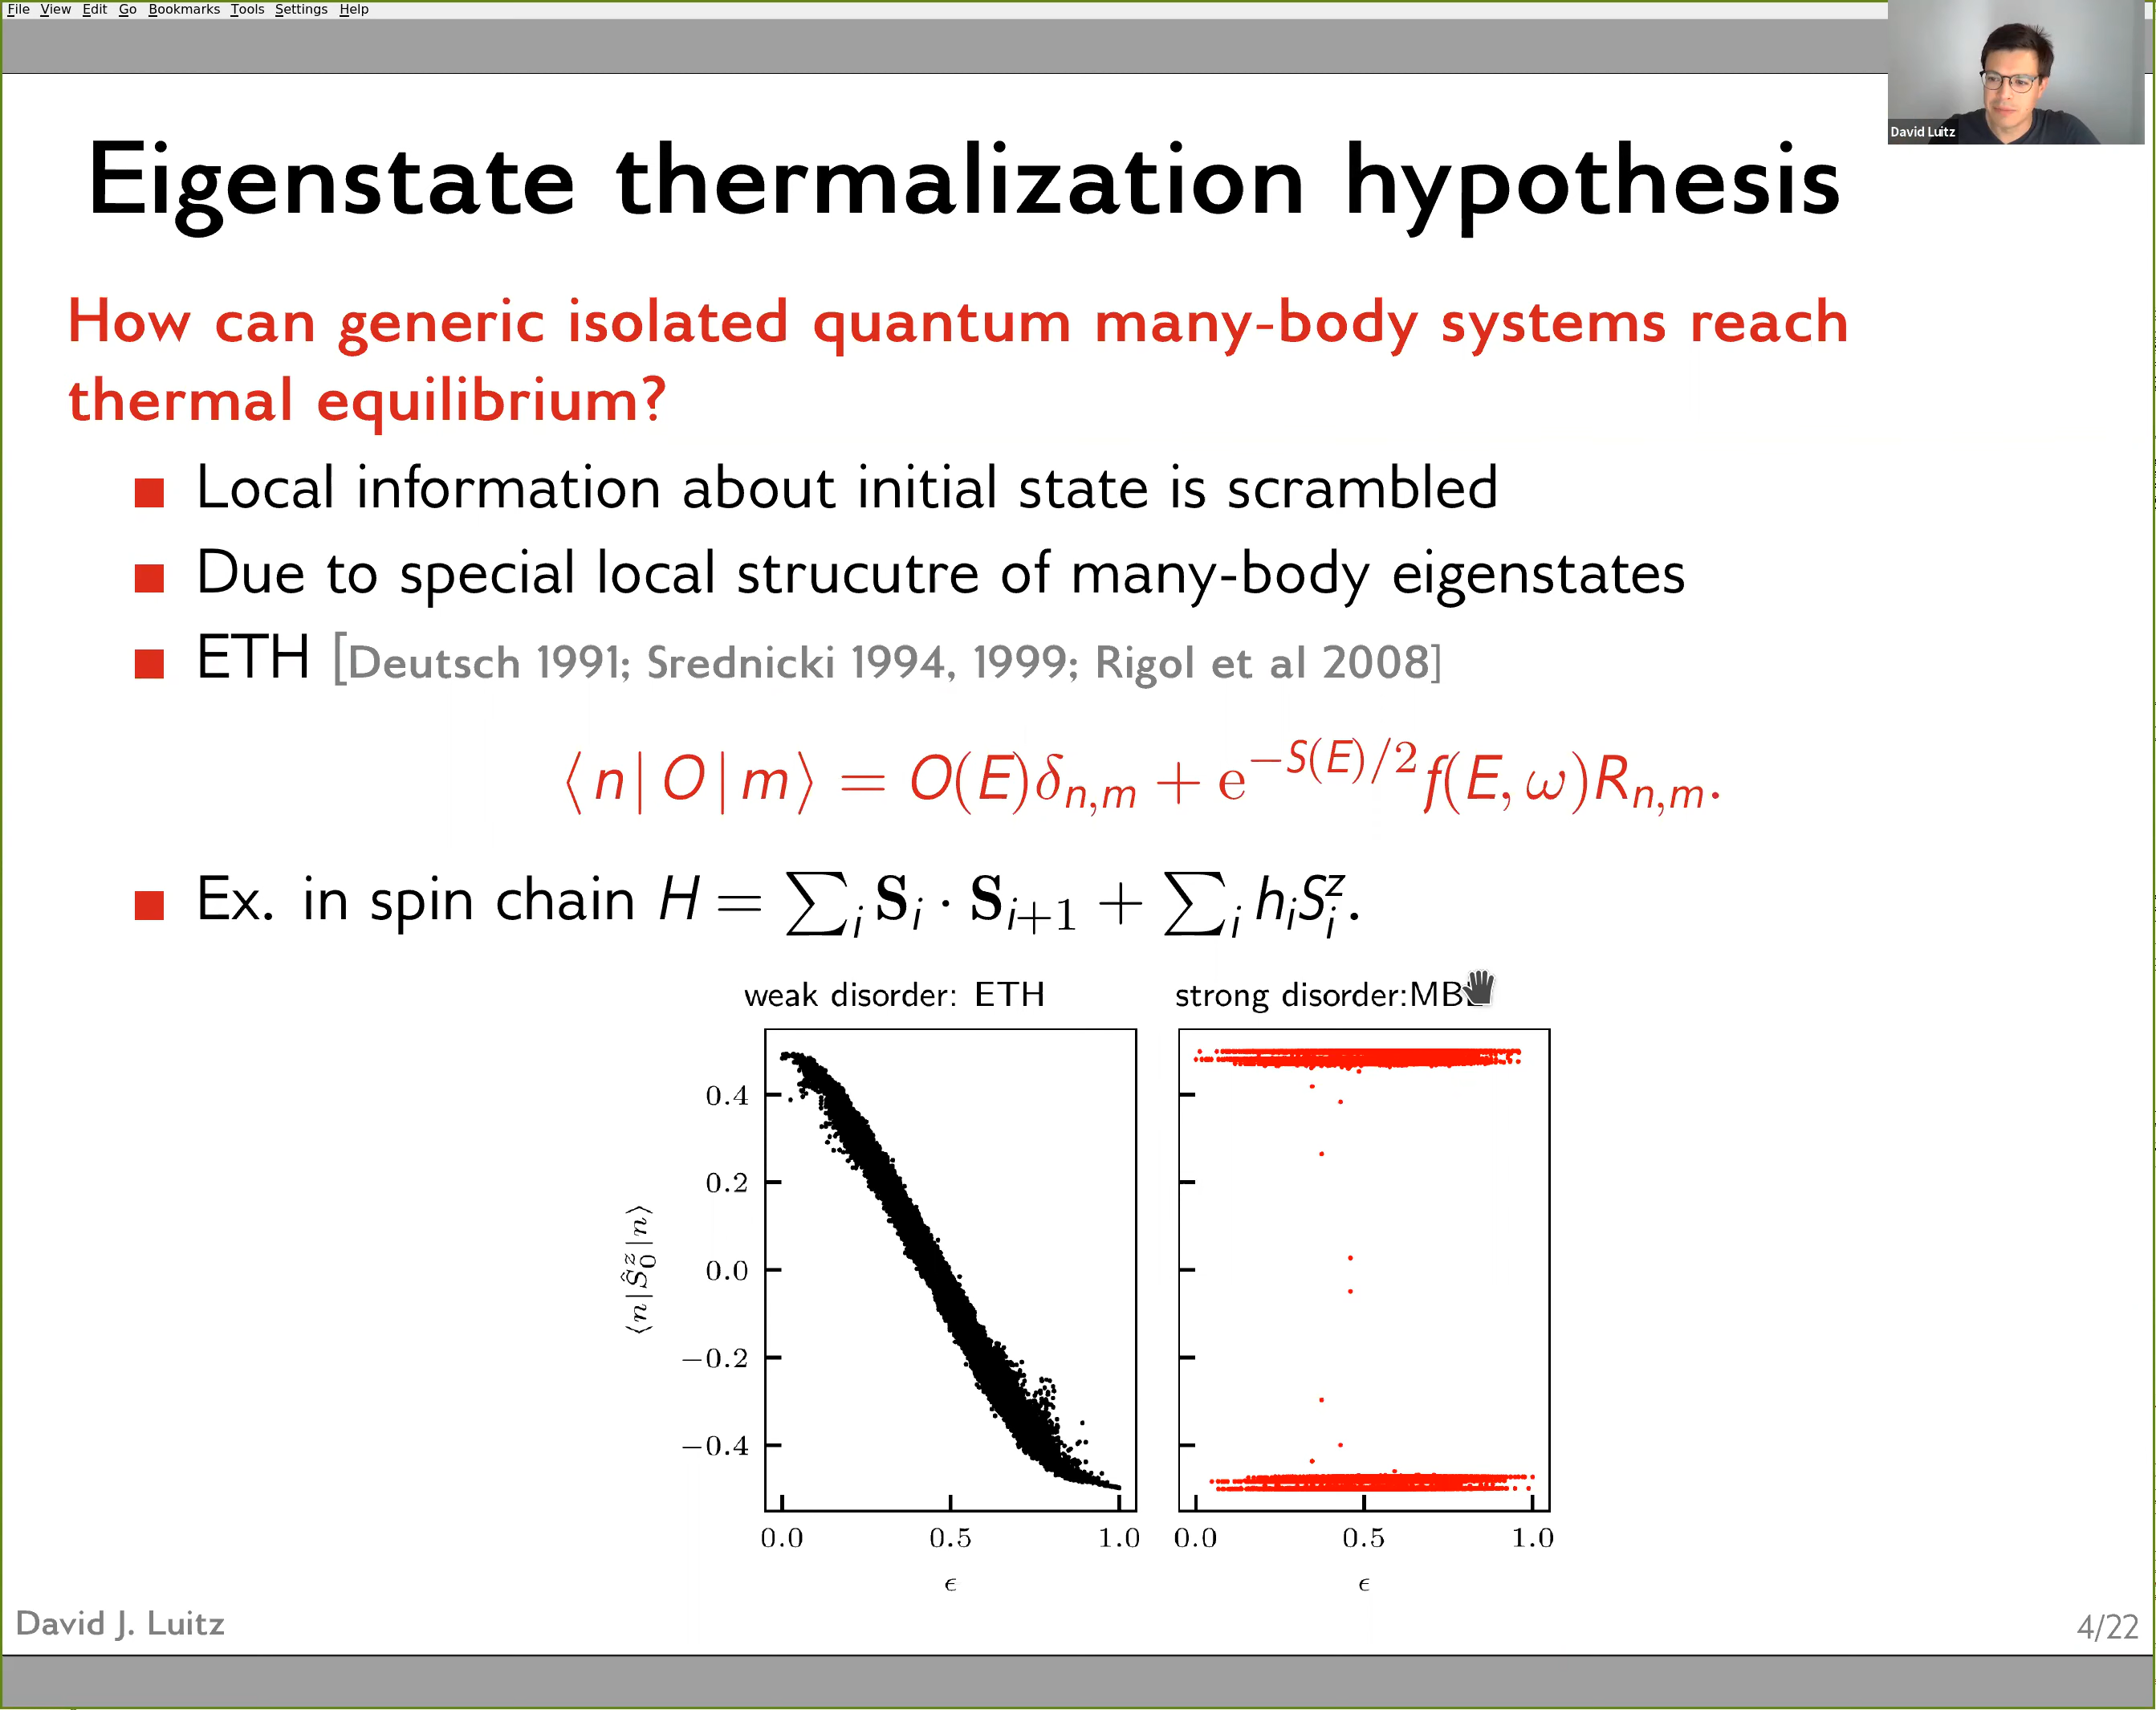 File View Edit Go Bookmarks Tools Settings Help
David Luitz
Eigenstate thermalization hypothesis
How can generic isolated quantum many-body systems reach
thermal equilibrium?
■ Local information about initial state is scrambled
■ Due to special local strucutre of many-body eigenstates
■ ETH [Deutsch 1991; Srednicki 1994, 1999; Rigol et al 2008]
⟨n|O|m⟩ = O(E)δ_{n,m} + e^{−S(E)/2} f(E, ω)R_{n,m}.
■ Ex. in spin chain H = ∑_i S_i · S_{i+1} + ∑_i h_i S_i^z.
weak disorder: ETH
⟨n|Ŝ_0^z|n⟩
0.4
0.2
0.0
−0.2
−0.4
0.0 0.5 1.0
ϵ
strong disorder:MB
0.0 0.5 1.0
ϵ
David J. Luitz
4/22